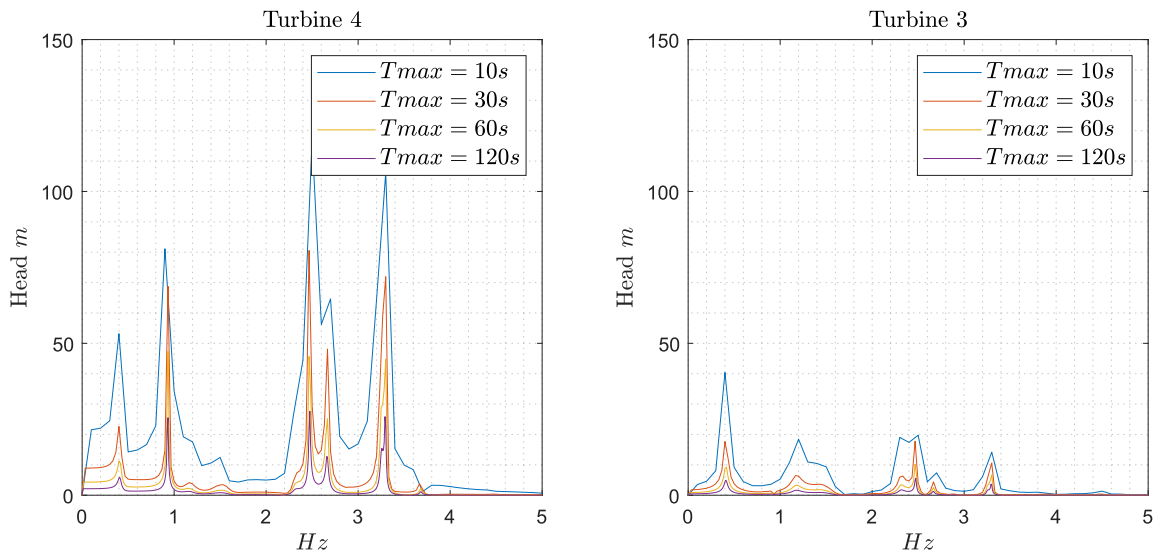 Turbine 4
150
100
50
0
Head m
0 1 2 3 4 5
Hz
Tmax = 10s
Tmax = 30s
Tmax = 60s
Tmax = 120s
Turbine 3
150
100
50
0
Head m
0 1 2 3 4 5
Hz
Tmax = 10s
Tmax = 30s
Tmax = 60s
Tmax = 120s